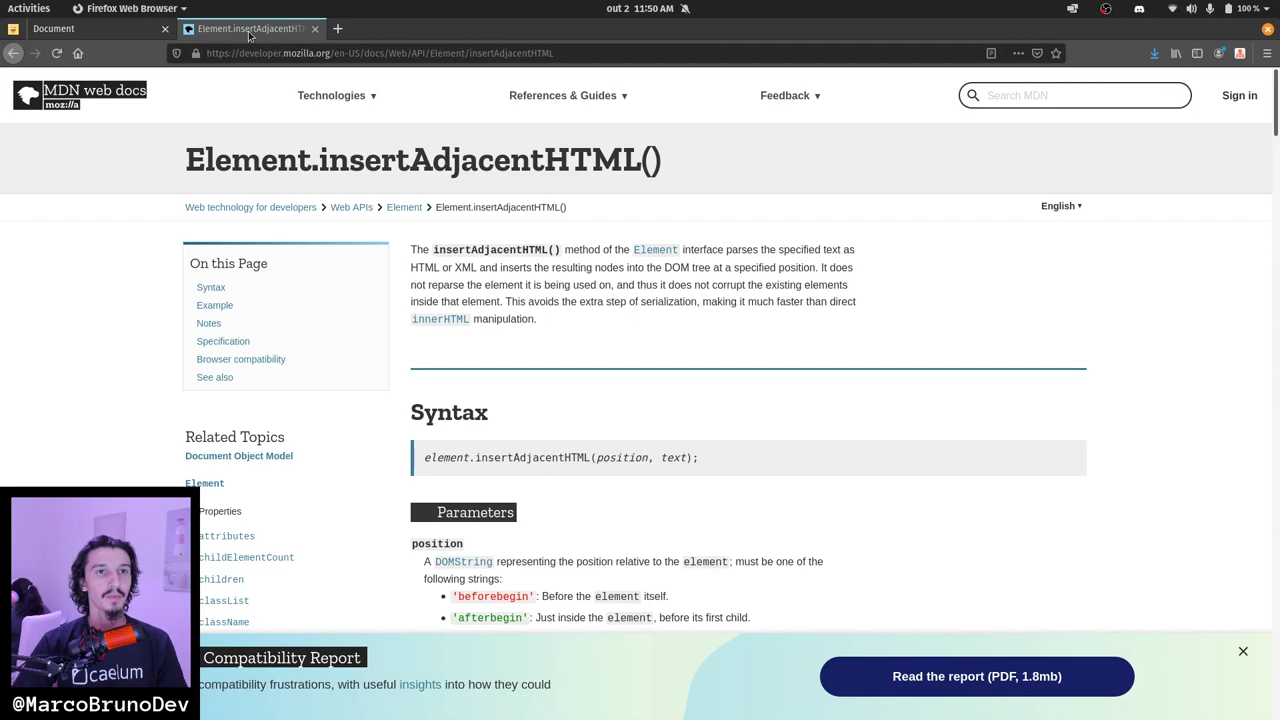 Activities
Firefox Web Browser
out 2 11:50 AM
100 %
Document
Element.insertAdjacentHTM
https://developer.mozilla.org/en-US/docs/Web/API/Element/insertAdjacentHTML
MDN web docs
moz://a
Technologies ▼
References & Guides ▼
Feedback ▼
Search MDN
Sign in
Element.insertAdjacentHTML()
Web technology for developers > Web APIs > Element > Element.insertAdjacentHTML()
English ▼
On this Page
Syntax
Example
Notes
Specification
Browser compatibility
See also
Related Topics
Document Object Model
Element
Properties
attributes
childElementCount
children
classList
className
The insertAdjacentHTML() method of the Element interface parses the specified text as
HTML or XML and inserts the resulting nodes into the DOM tree at a specified position. It does
not reparse the element it is being used on, and thus it does not corrupt the existing elements
inside that element. This avoids the extra step of serialization, making it much faster than direct
innerHTML manipulation.
Syntax
element.insertAdjacentHTML(position, text);
Parameters
position
A DOMString representing the position relative to the element; must be one of the
following strings:
• 'beforebegin': Before the element itself.
• 'afterbegin': Just inside the element, before its first child.
Compatibility Report
compatibility frustrations, with useful insights into how they could
Read the report (PDF, 1.8mb)
caelum
@MarcoBrunoDev